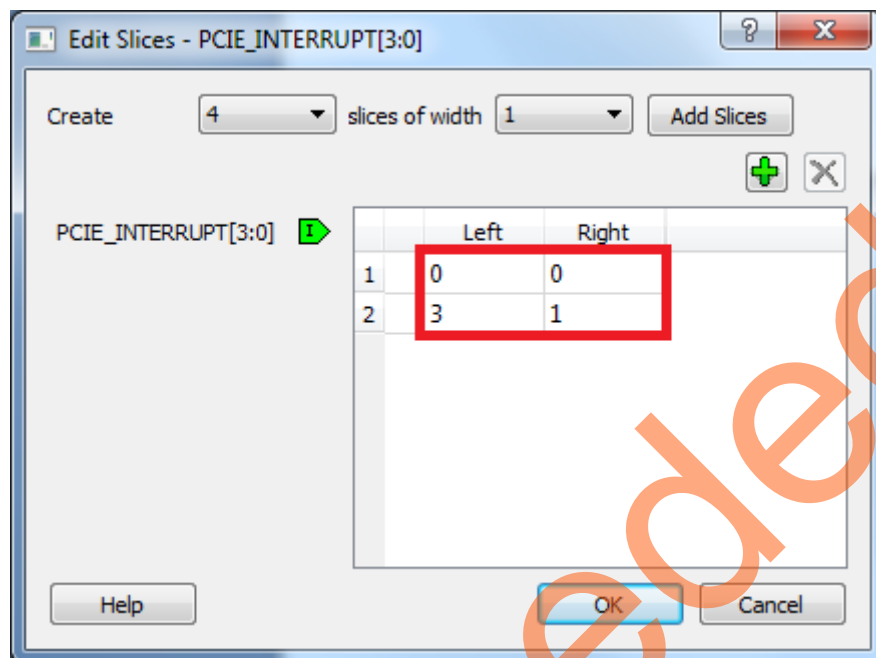 Edit Slices - PCIE_INTERRUPT[3:0]
Create 4 slices of width 1 Add Slices
PCIE_INTERRUPT[3:0] I
Left Right
1 0 0
2 3 1
Help OK Cancel